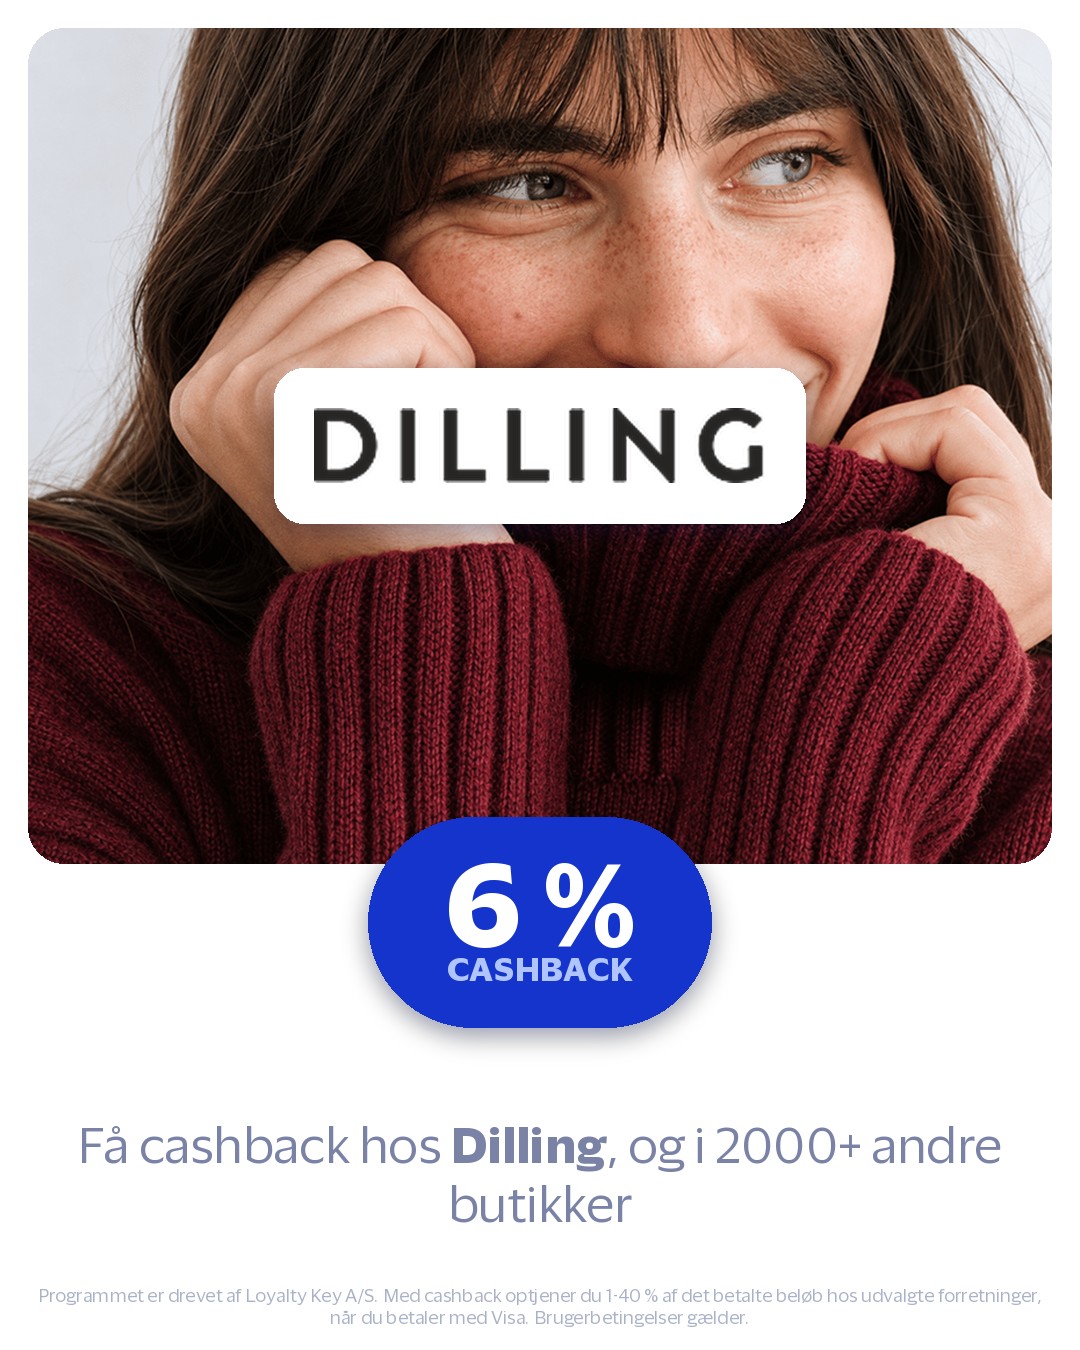 DILLING
6 %
CASHBACK
Få cashback hos Dilling, og i 2000+ andre
butikker
Programmet er drevet af Loyalty Key A/S. Med cashback optjener du 1-40 % af det betalte beløb hos udvalgte forretninger,
når du betaler med Visa. Brugerbetingelser gælder.